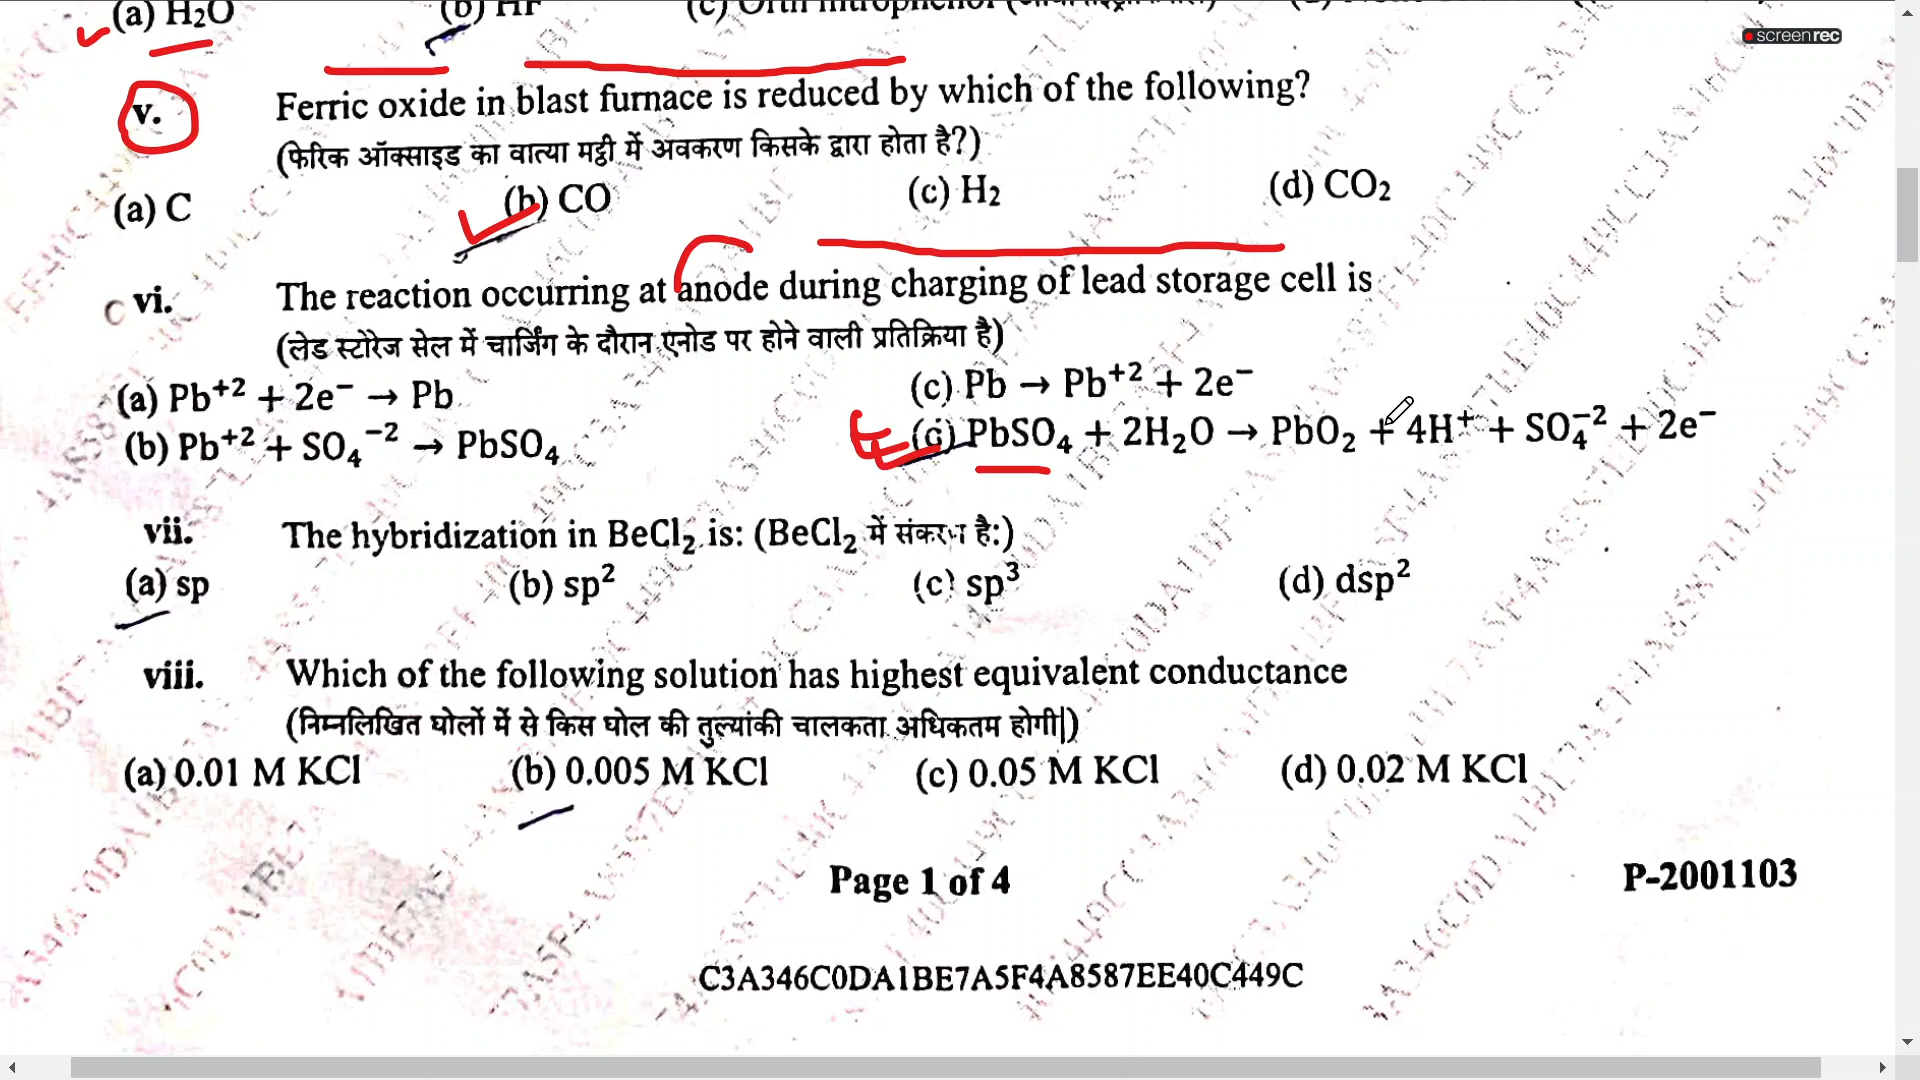 (a) H₂O (b) HF (c)
screenrec
v. Ferric oxide in blast furnace is reduced by which of the following?
(फेरिक ऑक्साइड का वात्या मट्ठी में अवकरण किसके द्वारा होता है?)
(a) C (b) CO (c) H₂ (d) CO₂
vi. The reaction occurring at anode during charging of lead storage cell is
(लेड स्टोरेज सेल में चार्जिंग के दौरान एनोड पर होने वाली प्रतिक्रिया है)
(a) Pb⁺² + 2e⁻ → Pb (c) Pb → Pb⁺² + 2e⁻
(b) Pb⁺² + SO₄⁻² → PbSO₄ (d) PbSO₄ + 2H₂O → PbO₂ + 4H⁺ + SO₄⁻² + 2e⁻
vii. The hybridization in BeCl₂ is: (BeCl₂ में संकरण है:)
(a) sp (b) sp² (c) sp³ (d) dsp²
viii. Which of the following solution has highest equivalent conductance
(निम्नलिखित घोलों में से किस घोल की तुल्यांकी चालकता अधिकतम होगी|)
(a) 0.01 M KCl (b) 0.005 M KCl (c) 0.05 M KCl (d) 0.02 M KCl
Page 1 of 4
P-2001103
C3A346C0DA1BE7A5F4A8587EE40C449C